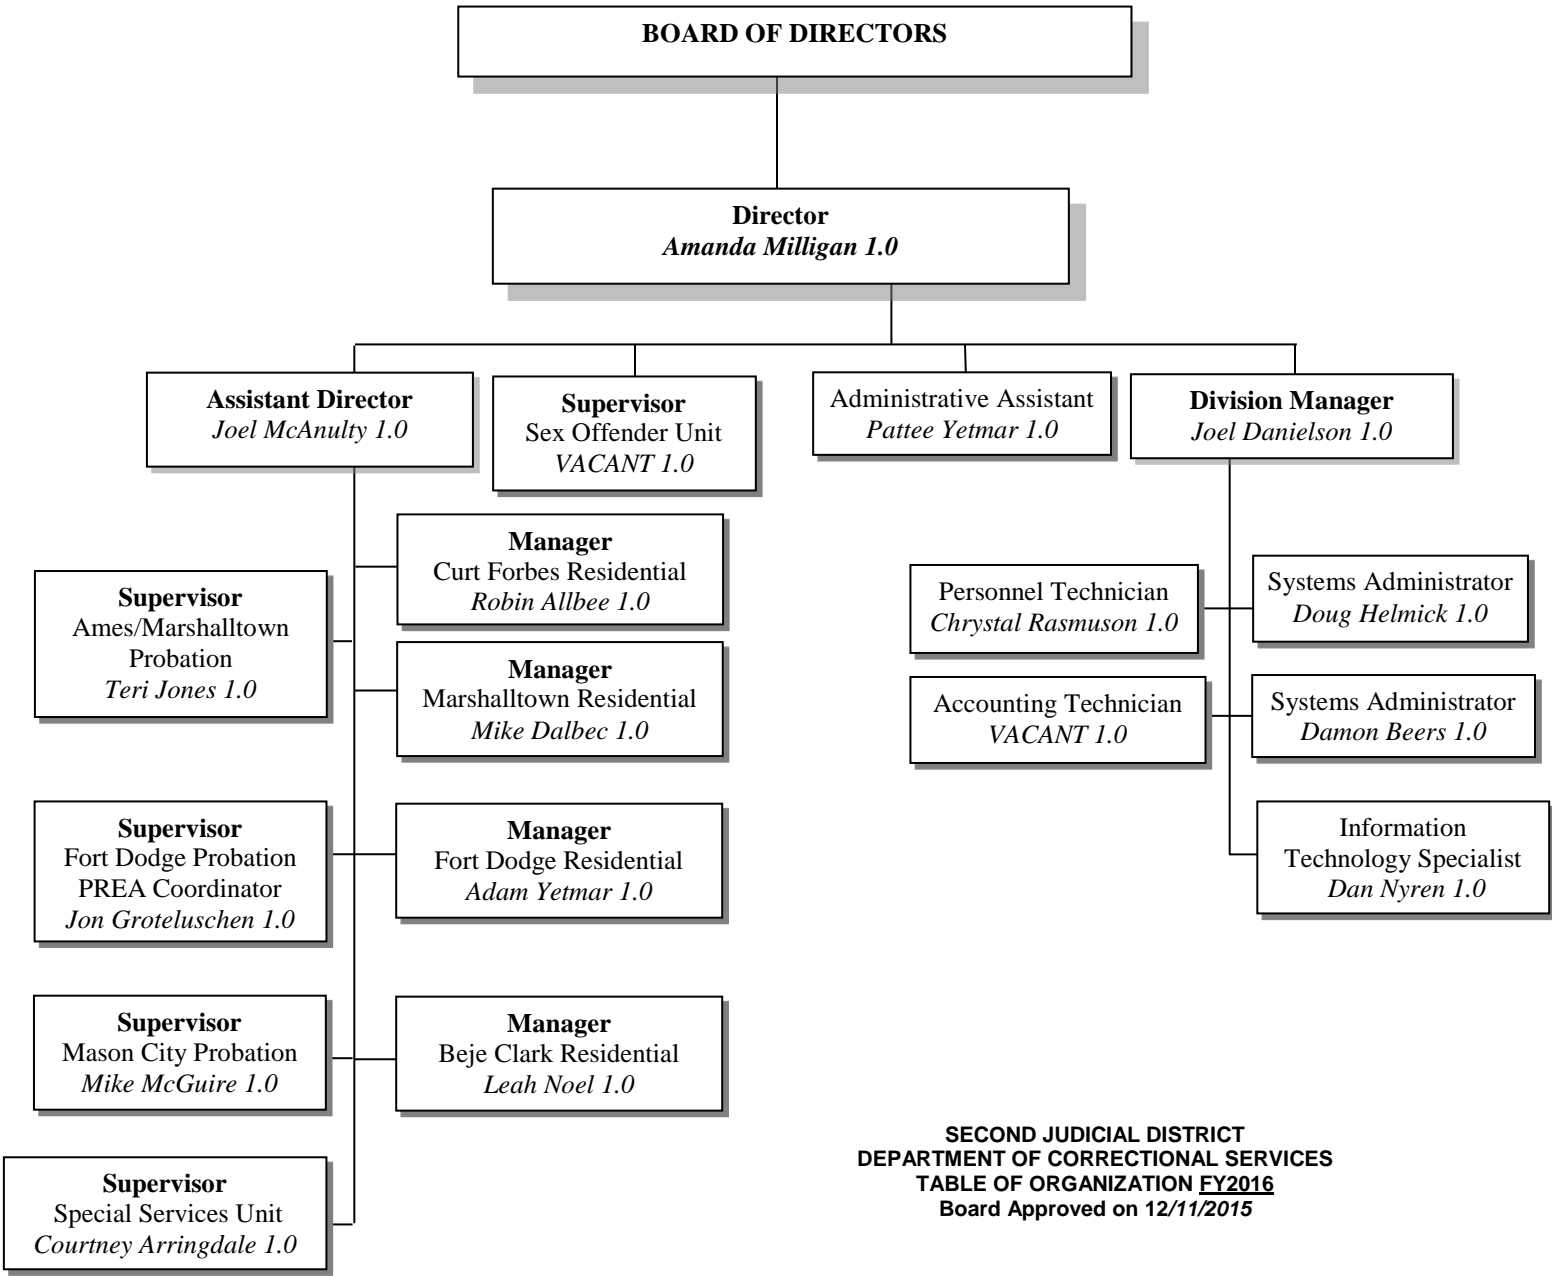 BOARD OF DIRECTORS
Director
Amanda Milligan 1.0
Assistant Director
Joel McAnulty 1.0
Supervisor
Sex Offender Unit
VACANT 1.0
Administrative Assistant
Pattee Yetmar 1.0
Division Manager
Joel Danielson 1.0
Manager
Curt Forbes Residential
Robin Allbee 1.0
Supervisor
Ames/Marshalltown
Probation
Teri Jones 1.0
Manager
Marshalltown Residential
Mike Dalbec 1.0
Personnel Technician
Chrystal Rasmuson 1.0
Systems Administrator
Doug Helmick 1.0
Accounting Technician
VACANT 1.0
Systems Administrator
Damon Beers 1.0
Supervisor
Fort Dodge Probation
PREA Coordinator
Jon Groteluschen 1.0
Manager
Fort Dodge Residential
Adam Yetmar 1.0
Information
Technology Specialist
Dan Nyren 1.0
Supervisor
Mason City Probation
Mike McGuire 1.0
Manager
Beje Clark Residential
Leah Noel 1.0
Supervisor
Special Services Unit
Courtney Arringdale 1.0
SECOND JUDICIAL DISTRICT
DEPARTMENT OF CORRECTIONAL SERVICES
TABLE OF ORGANIZATION FY2016
Board Approved on 12/11/2015